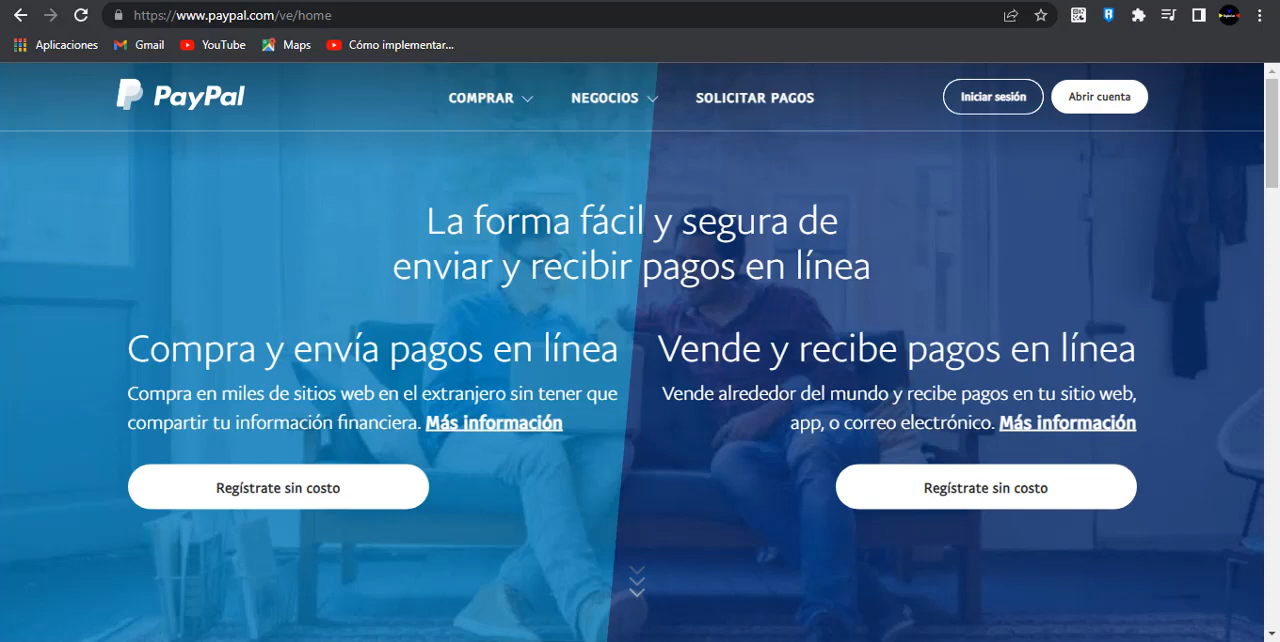 https://www.paypal.com/ve/home
Aplicaciones Gmail YouTube Maps Cómo implementar...
PayPal COMPRAR NEGOCIOS SOLICITAR PAGOS Iniciar sesión Abrir cuenta
La forma fácil y segura de
enviar y recibir pagos en línea
Compra y envía pagos en línea
Compra en miles de sitios web en el extranjero sin tener que
compartir tu información financiera. Más información
Regístrate sin costo
Vende y recibe pagos en línea
Vende alrededor del mundo y recibe pagos en tu sitio web,
app, o correo electrónico. Más información
Regístrate sin costo